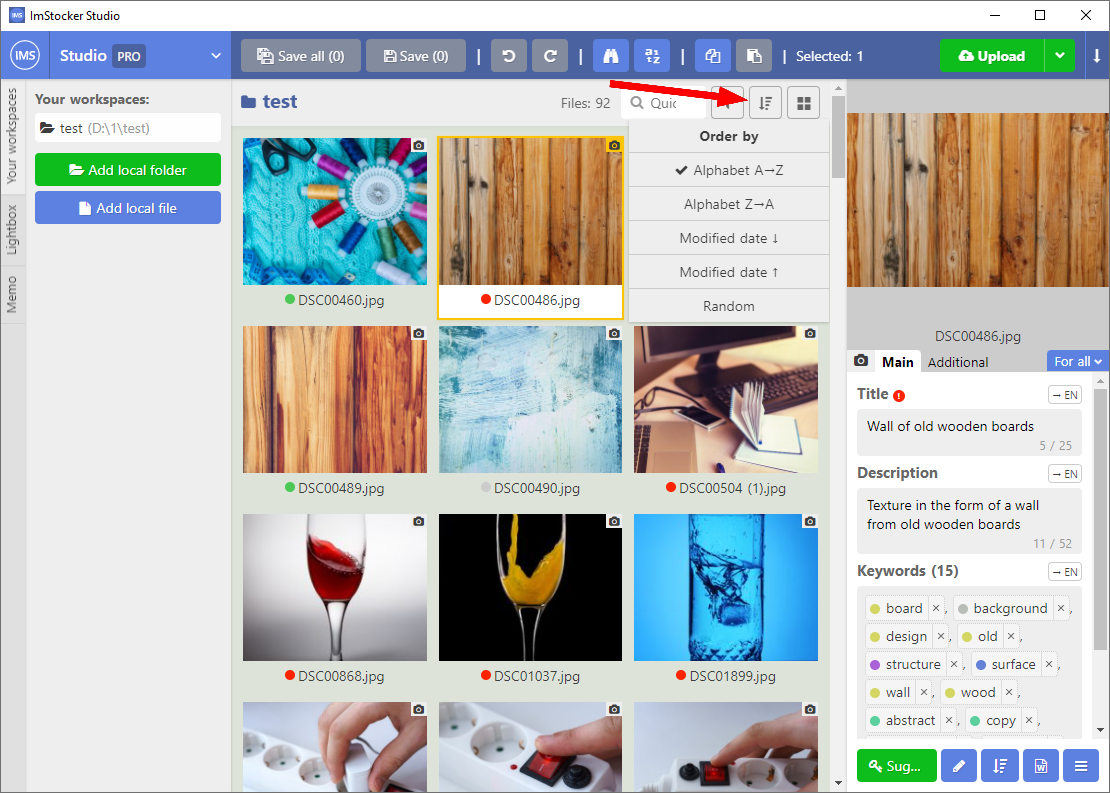 IMS ImStocker Studio
IMS Studio PRO
Save all (0) Save (0) Selected: 1 Upload
Your workspaces
Lightbox
Memo
Your workspaces:
test (D:\1\test)
Add local folder
Add local file
test Files: 92
Order by
Alphabet A→Z
Alphabet Z→A
Modified date ↓
Modified date ↑
Random
DSC00460.jpg DSC00486.jpg
DSC00489.jpg DSC00490.jpg DSC00504 (1).jpg
DSC00868.jpg DSC01037.jpg DSC01899.jpg
DSC00486.jpg
Main Additional For all
Title → EN
Wall of old wooden boards
5 / 25
Description → EN
Texture in the form of a wall
from old wooden boards
11 / 52
Keywords (15) → EN
board ×, background ×,
design ×, old ×,
structure ×, surface ×,
wall ×, wood ×,
abstract ×, copy ×,
Sug...